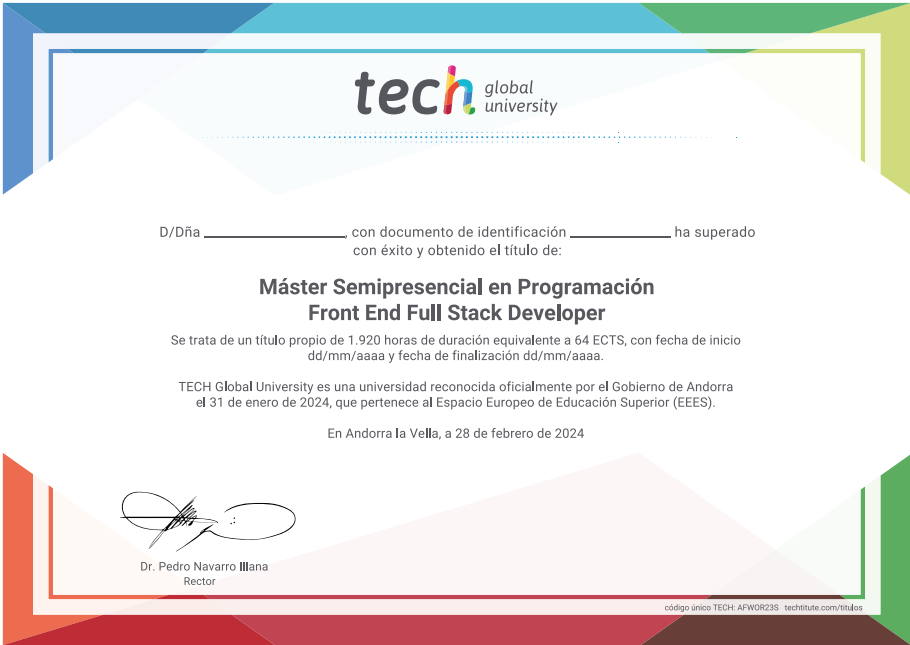 tech global university
D/Dña ________________, con documento de identificación ____________ ha superado
con éxito y obtenido el título de:
Máster Semipresencial en Programación
Front End Full Stack Developer
Se trata de un título propio de 1.920 horas de duración equivalente a 64 ECTS, con fecha de inicio
dd/mm/aaaa y fecha de finalización dd/mm/aaaa.
TECH Global University es una universidad reconocida oficialmente por el Gobierno de Andorra
el 31 de enero de 2024, que pertenece al Espacio Europeo de Educación Superior (EEES).
En Andorra la Vella, a 28 de febrero de 2024
Dr. Pedro Navarro Illana
Rector
código único TECH: AFWOR23S techtitute.com/titulos